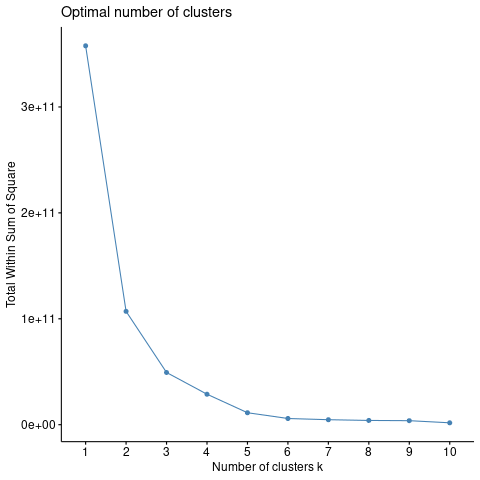 Optimal number of clusters
Total Within Sum of Square
3e+11
2e+11
1e+11
0e+00
1 2 3 4 5 6 7 8 9 10
Number of clusters k